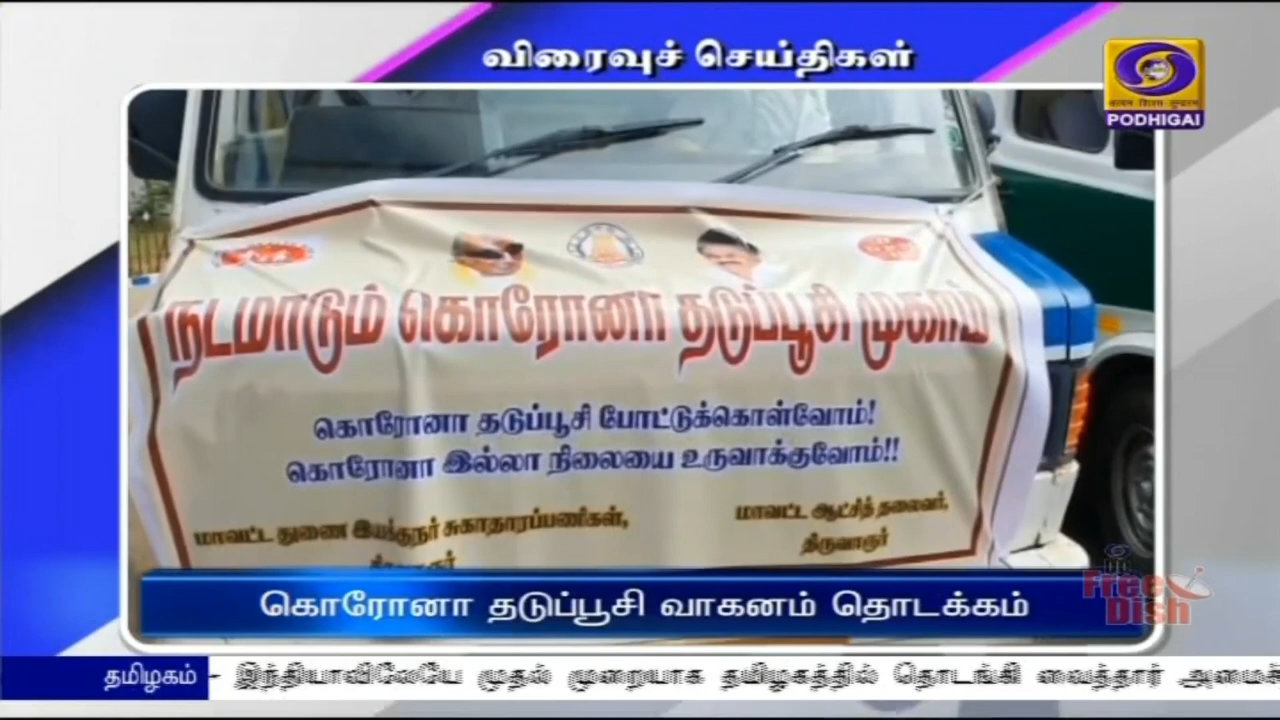 விரைவுச் செய்திகள்
PODHIGAI
நடமாடும் கொரோனா தடுப்பூசி முகாம்
கொரோனா தடுப்பூசி போட்டுக்கொள்வோம்!
கொரோனா இல்லா நிலையை உருவாக்குவோம்!!
மாவட்ட துணை இயக்குநர் சுகாதாரப்பணிகள்,
மாவட்ட ஆட்சித் தலைவர்,
திருவாரூர்
கொரோனா தடுப்பூசி வாகனம் தொடக்கம்
DD Free Dish
தமிழகம் - இந்தியாவிலேயே முதல் முறையாக தமிழகத்தில் தொடங்கி வைத்தார்